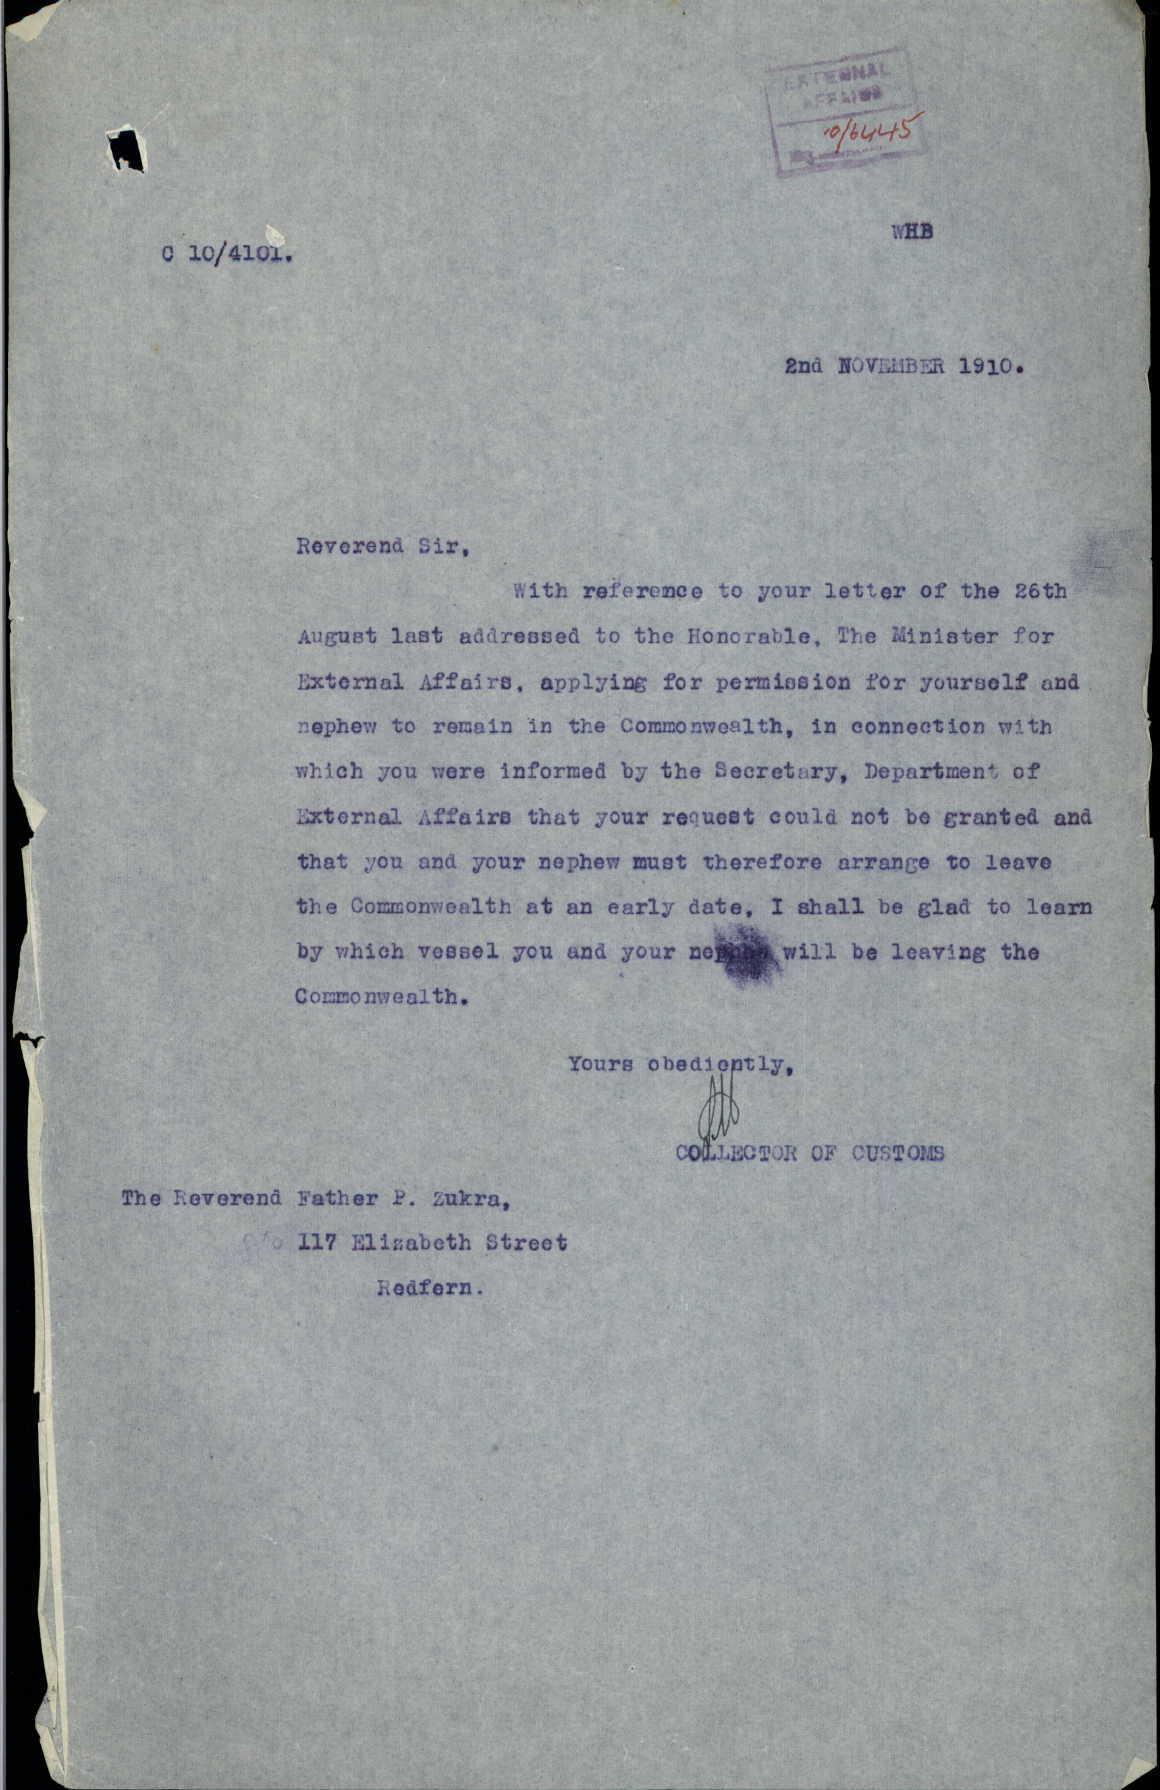 EXTERNAL
AFFAIRS
10/6445
WHB
C 10/4101.
2nd NOVEMBER 1910.
Reverend Sir,
With reference to your letter of the 26th
August last addressed to the Honorable, The Minister for
External Affairs, applying for permission for yourself and
nephew to remain in the Commonwealth, in connection with
which you were informed by the Secretary, Department of
External Affairs that your request could not be granted and
that you and your nephew must therefore arrange to leave
the Commonwealth at an early date, I shall be glad to learn
by which vessel you and your will be leaving the
Commonwealth.
Yours obediently,
COLLECTOR OF CUSTOMS
The Reverend Father P. Zukra,
117 Elizabeth Street
Redfern.